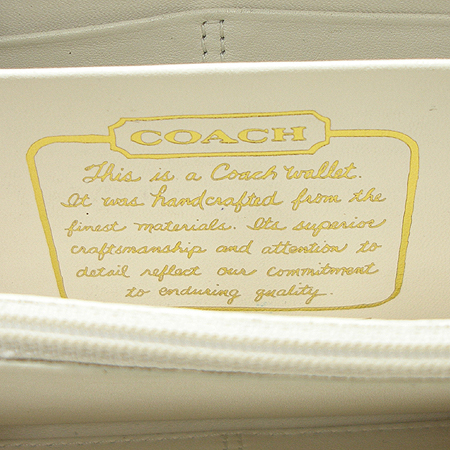 COACH
This is a Coach Wallet.
It was handcrafted from the
finest materials. Its superior
craftsmanship and attention to
detail reflect our commitment
to enduring quality.